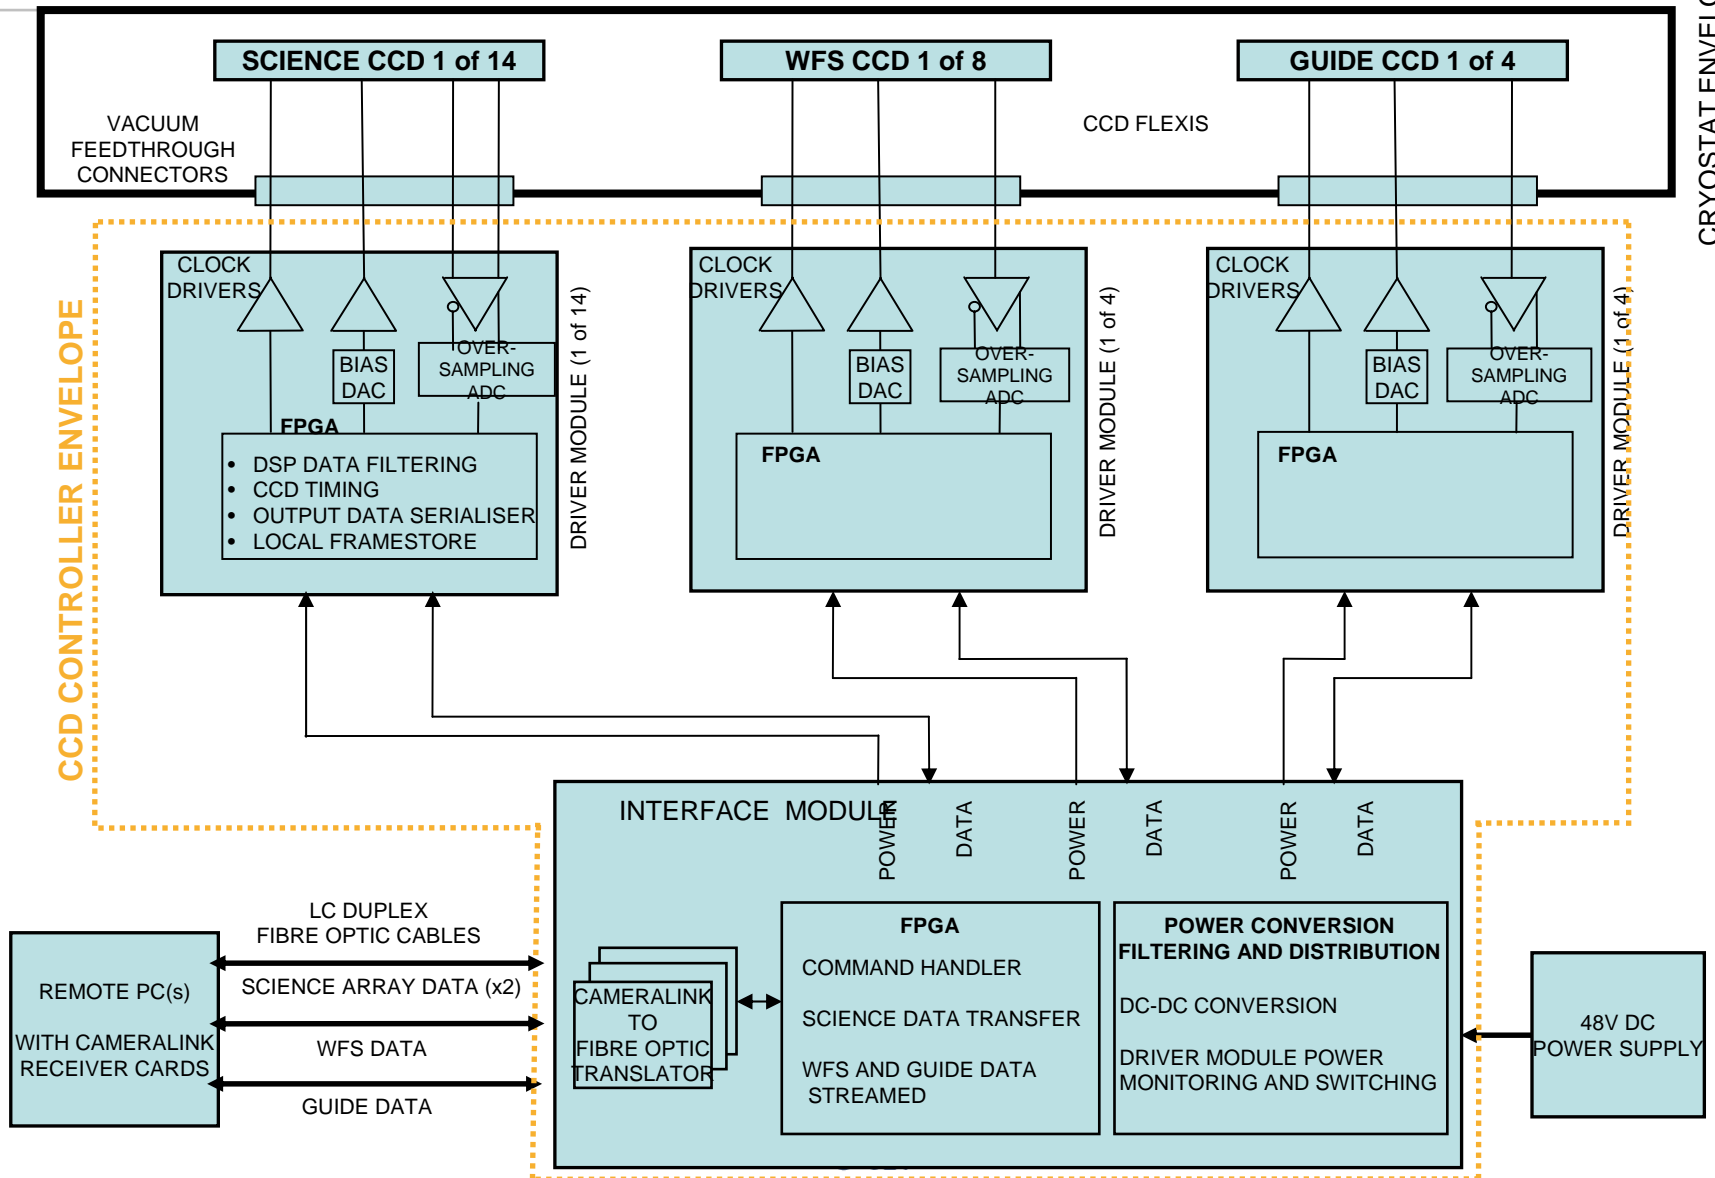 CRYOSTAT
SCIENCE CCD 1 of 14
WFS CCD 1 of 8
GUIDE CCD 1 of 4
VACUUM
FEEDTHROUGH
CONNECTORS
CCD FLEXIS
CCD CONTROLLER ENVELOPE
CLOCK
DRIVERS
BIAS
DAC
OVER-
SAMPLING
ADC
FPGA
• DSP DATA FILTERING
• CCD TIMING
• OUTPUT DATA SERIALISER
• LOCAL FRAMESTORE
DRIVER MODULE (1 of 14)
CLOCK
DRIVERS
BIAS
DAC
OVER-
SAMPLING
ADC
FPGA
DRIVER MODULE (1 of 4)
CLOCK
DRIVERS
BIAS
DAC
OVER-
SAMPLING
ADC
FPGA
DRIVER MODULE (1 of 4)
INTERFACE MODULE
POWER
DATA
POWER
DATA
POWER
DATA
LC DUPLEX
FIBRE OPTIC CABLES
SCIENCE ARRAY DATA (x2)
WFS DATA
GUIDE DATA
REMOTE PC(s)
WITH CAMERALINK
RECEIVER CARDS
CAMERALINK
TO
FIBRE OPTIC
TRANSLATOR
FPGA
COMMAND HANDLER
SCIENCE DATA TRANSFER
WFS AND GUIDE DATA
STREAMED
POWER CONVERSION
FILTERING AND DISTRIBUTION
DC-DC CONVERSION
DRIVER MODULE POWER
MONITORING AND SWITCHING
48V DC
POWER SUPPLY